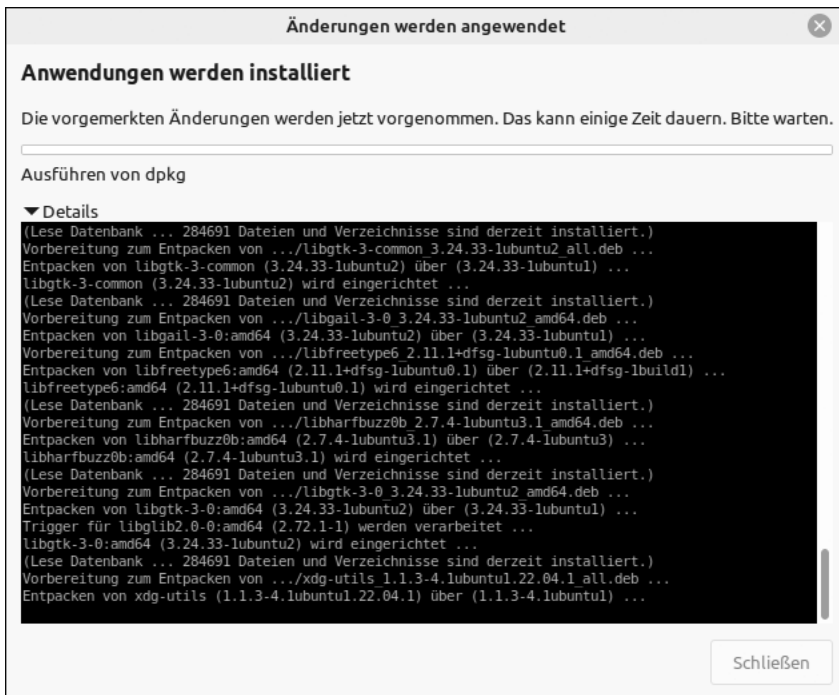 Änderungen werden angewendet
Anwendungen werden installiert
Die vorgemerkten Änderungen werden jetzt vorgenommen. Das kann einige Zeit dauern. Bitte warten.
Ausführen von dpkg
Details
(Lese Datenbank ... 284691 Dateien und Verzeichnisse sind derzeit installiert.)
Vorbereitung zum Entpacken von .../libgtk-3-common_3.24.33-1ubuntu2_all.deb ...
Entpacken von libgtk-3-common (3.24.33-1ubuntu2) über (3.24.33-1ubuntu1) ...
libgtk-3-common (3.24.33-1ubuntu2) wird eingerichtet ...
(Lese Datenbank ... 284691 Dateien und Verzeichnisse sind derzeit installiert.)
Vorbereitung zum Entpacken von .../libgail-3-0_3.24.33-1ubuntu2_amd64.deb ...
Entpacken von libgail-3-0:amd64 (3.24.33-1ubuntu2) über (3.24.33-1ubuntu1) ...
Vorbereitung zum Entpacken von .../libfreetype6_2.11.1+dfsg-1ubuntu0.1_amd64.deb ...
Entpacken von libfreetype6:amd64 (2.11.1+dfsg-1ubuntu0.1) über (2.11.1+dfsg-1build1) ...
libfreetype6:amd64 (2.11.1+dfsg-1ubuntu0.1) wird eingerichtet ...
(Lese Datenbank ... 284691 Dateien und Verzeichnisse sind derzeit installiert.)
Vorbereitung zum Entpacken von .../libharfbuzz0b_2.7.4-1ubuntu3.1_amd64.deb ...
Entpacken von libharfbuzz0b:amd64 (2.7.4-1ubuntu3.1) über (2.7.4-1ubuntu3) ...
libharfbuzz0b:amd64 (2.7.4-1ubuntu3.1) wird eingerichtet ...
(Lese Datenbank ... 284691 Dateien und Verzeichnisse sind derzeit installiert.)
Vorbereitung zum Entpacken von .../libgtk-3-0_3.24.33-1ubuntu2_amd64.deb ...
Entpacken von libgtk-3-0:amd64 (3.24.33-1ubuntu2) über (3.24.33-1ubuntu1) ...
Trigger für libglib2.0-0:amd64 (2.72.1-1) werden verarbeitet ...
libgtk-3-0:amd64 (3.24.33-1ubuntu2) wird eingerichtet ...
(Lese Datenbank ... 284691 Dateien und Verzeichnisse sind derzeit installiert.)
Vorbereitung zum Entpacken von .../xdg-utils_1.1.3-4.1ubuntu1.22.04.1_all.deb ...
Entpacken von xdg-utils (1.1.3-4.1ubuntu1.22.04.1) über (1.1.3-4.1ubuntu1) ...
Schließen